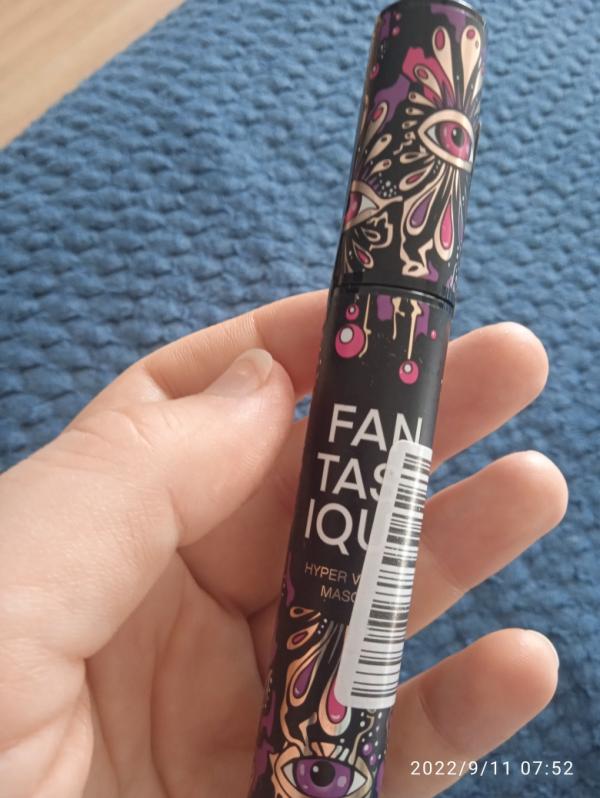 FAN
TAS
IQU
HYPER
MASC
2022/9/11 07:52